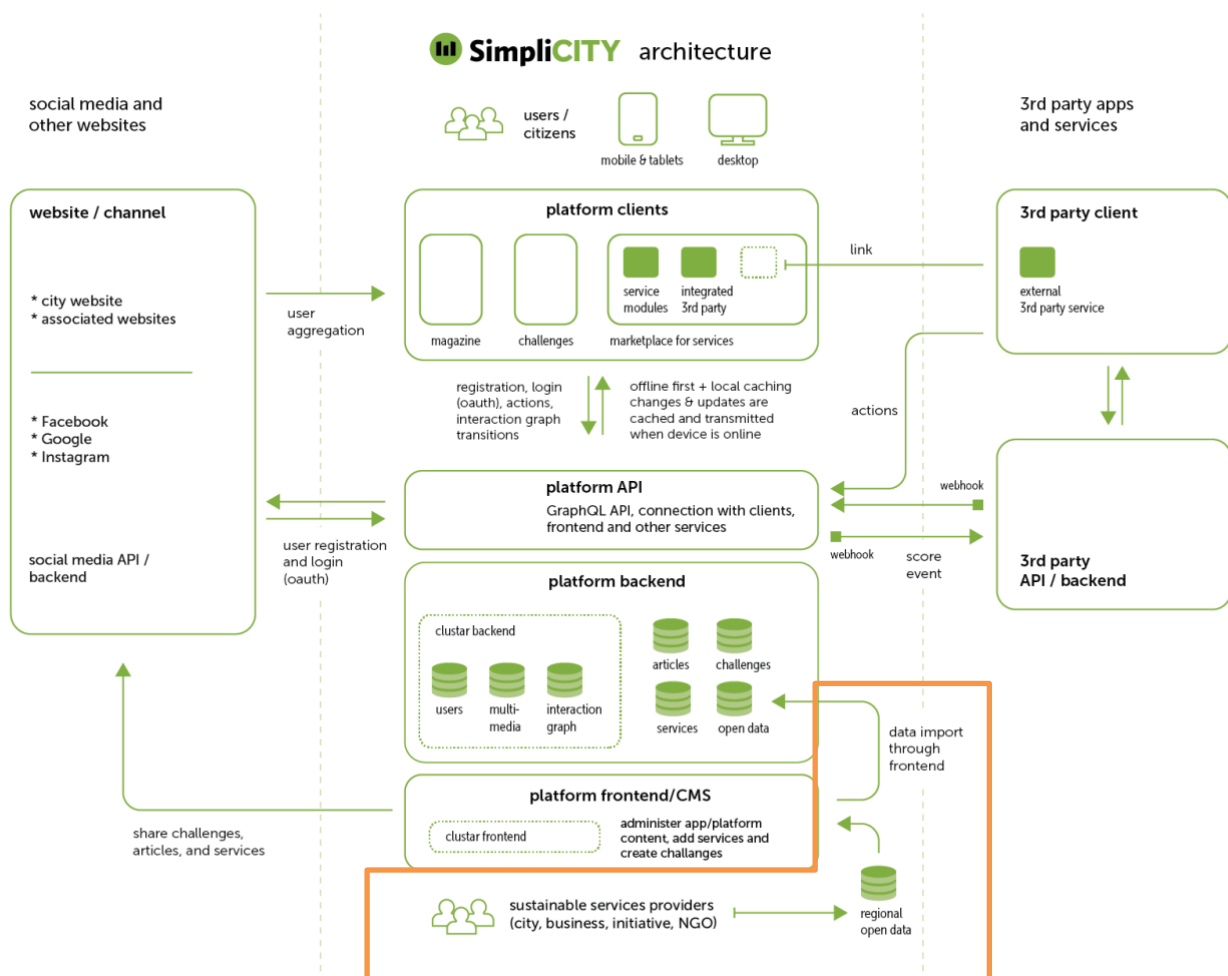 SimpliCITY architecture
social media and
other websites
users /
citizens
mobile & tablets
desktop
3rd party apps
and services
website / channel
* city website
* associated websites
* Facebook
* Google
* Instagram
social media API /
backend
user
aggregation
platform clients
magazine
challenges
service
modules
integrated
3rd party
marketplace for services
link
3rd party client
external
3rd party service
registration, login
(oauth), actions,
interaction graph
transitions
offline first + local caching
changes & updates are
cached and transmitted
when device is online
actions
platform API
GraphQL API, connection with clients,
frontend and other services
user registration
and login
(oauth)
webhook
webhook
score
event
3rd party
API / backend
platform backend
clustar backend
users
multi-
media
interaction
graph
articles
challenges
services
open data
data import
through
frontend
platform frontend/CMS
clustar frontend
administer app/platform
content, add services and
create challanges
share challenges,
articles, and services
sustainable services providers
(city, business, initiative, NGO)
regional
open data